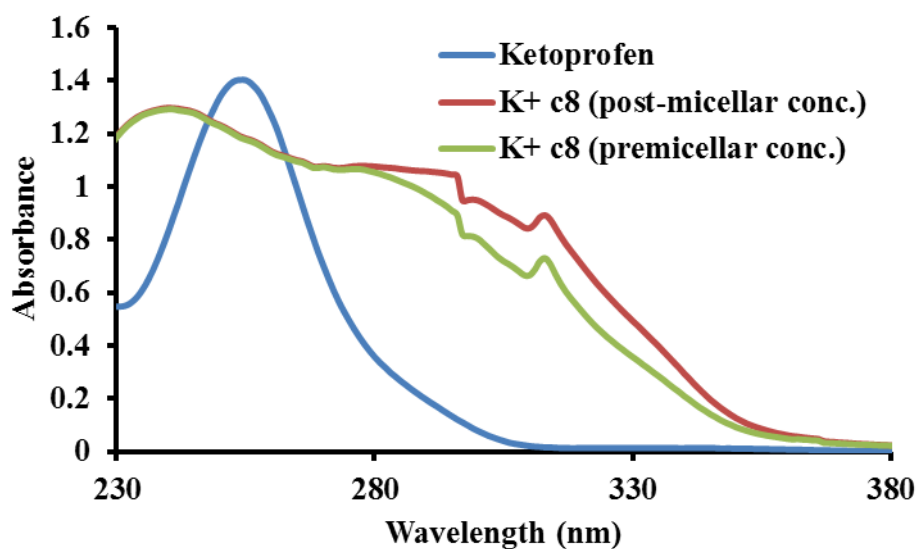 1.6
1.4
1.2
1
0.8
0.6
0.4
0.2
0
Absorbance
Ketoprofen
K+ c8 (post-micellar conc.)
K+ c8 (premicellar conc.)
230 280 330 380
Wavelength (nm)